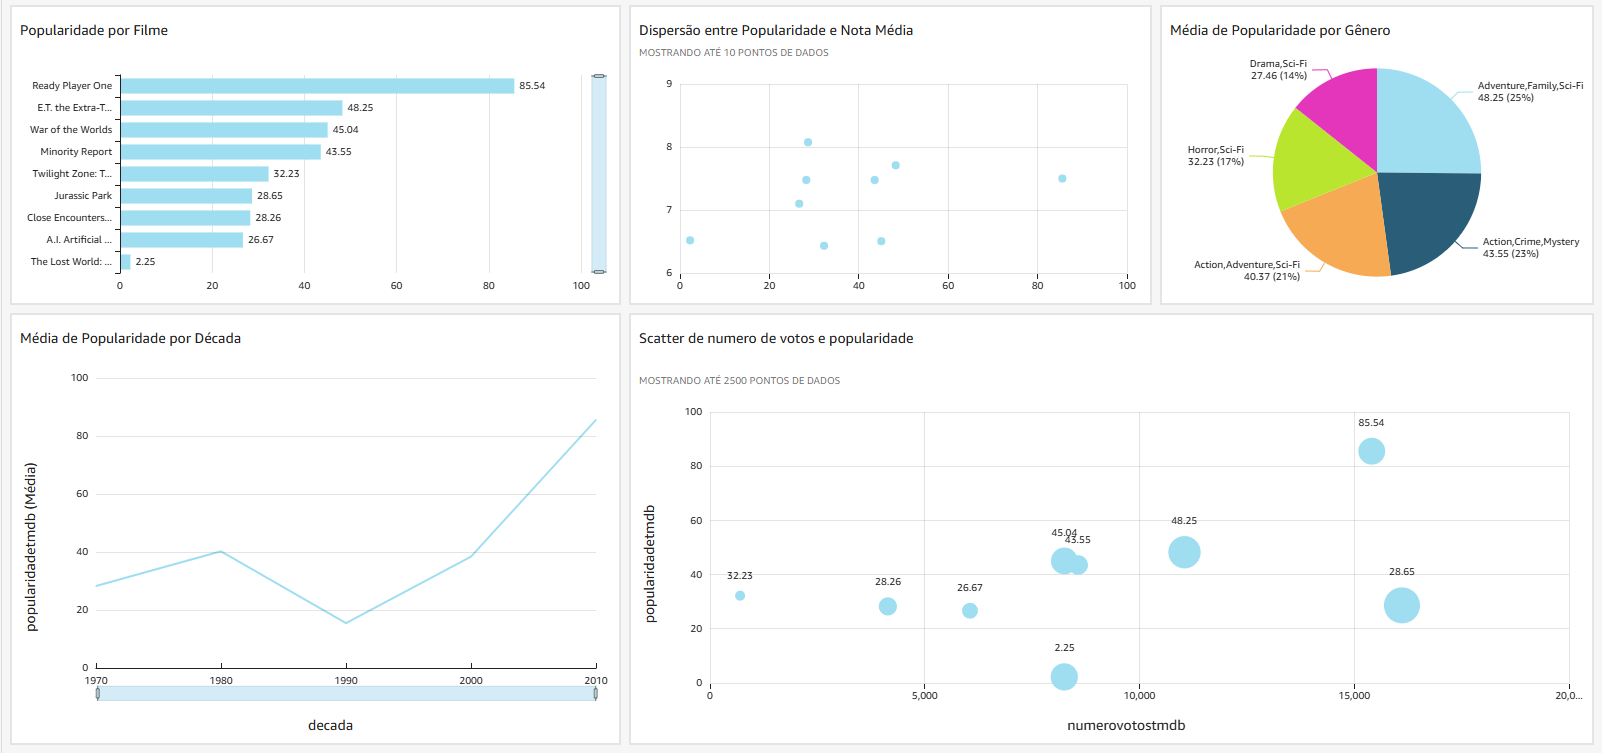 Popularidade por Filme
Ready Player One
85.54
E.T. the Extra-T...
48.25
War of the Worlds
45.04
Minority Report
43.55
Twilight Zone: T...
32.23
Jurassic Park
28.65
Close Encounters...
28.26
A.I. Artificial ...
26.67
The Lost World: ...
2.25
0 20 40 60 80 100
Dispersão entre Popularidade e Nota Média
MOSTRANDO ATÉ 10 PONTOS DE DADOS
9
8
7
6
0 20 40 60 80 100
Média de Popularidade por Gênero
Drama,Sci-Fi
27.46 (14%)
Adventure,Family,Sci-Fi
48.25 (25%)
Horror,Sci-Fi
32.23 (17%)
Action,Crime,Mystery
43.55 (23%)
Action,Adventure,Sci-Fi
40.37 (21%)
Média de Popularidade por Década
popularidadetmdb (Média)
100
80
60
40
20
0
1970 1980 1990 2000 2010
decada
Scatter de numero de votos e popularidade
MOSTRANDO ATÉ 2500 PONTOS DE DADOS
popularidadetmdb
100
80
60
40
20
0
85.54
48.25
45.04
43.55
32.23
28.26
26.67
28.65
2.25
0 5,000 10,000 15,000 20,0...
numerovotostmdb